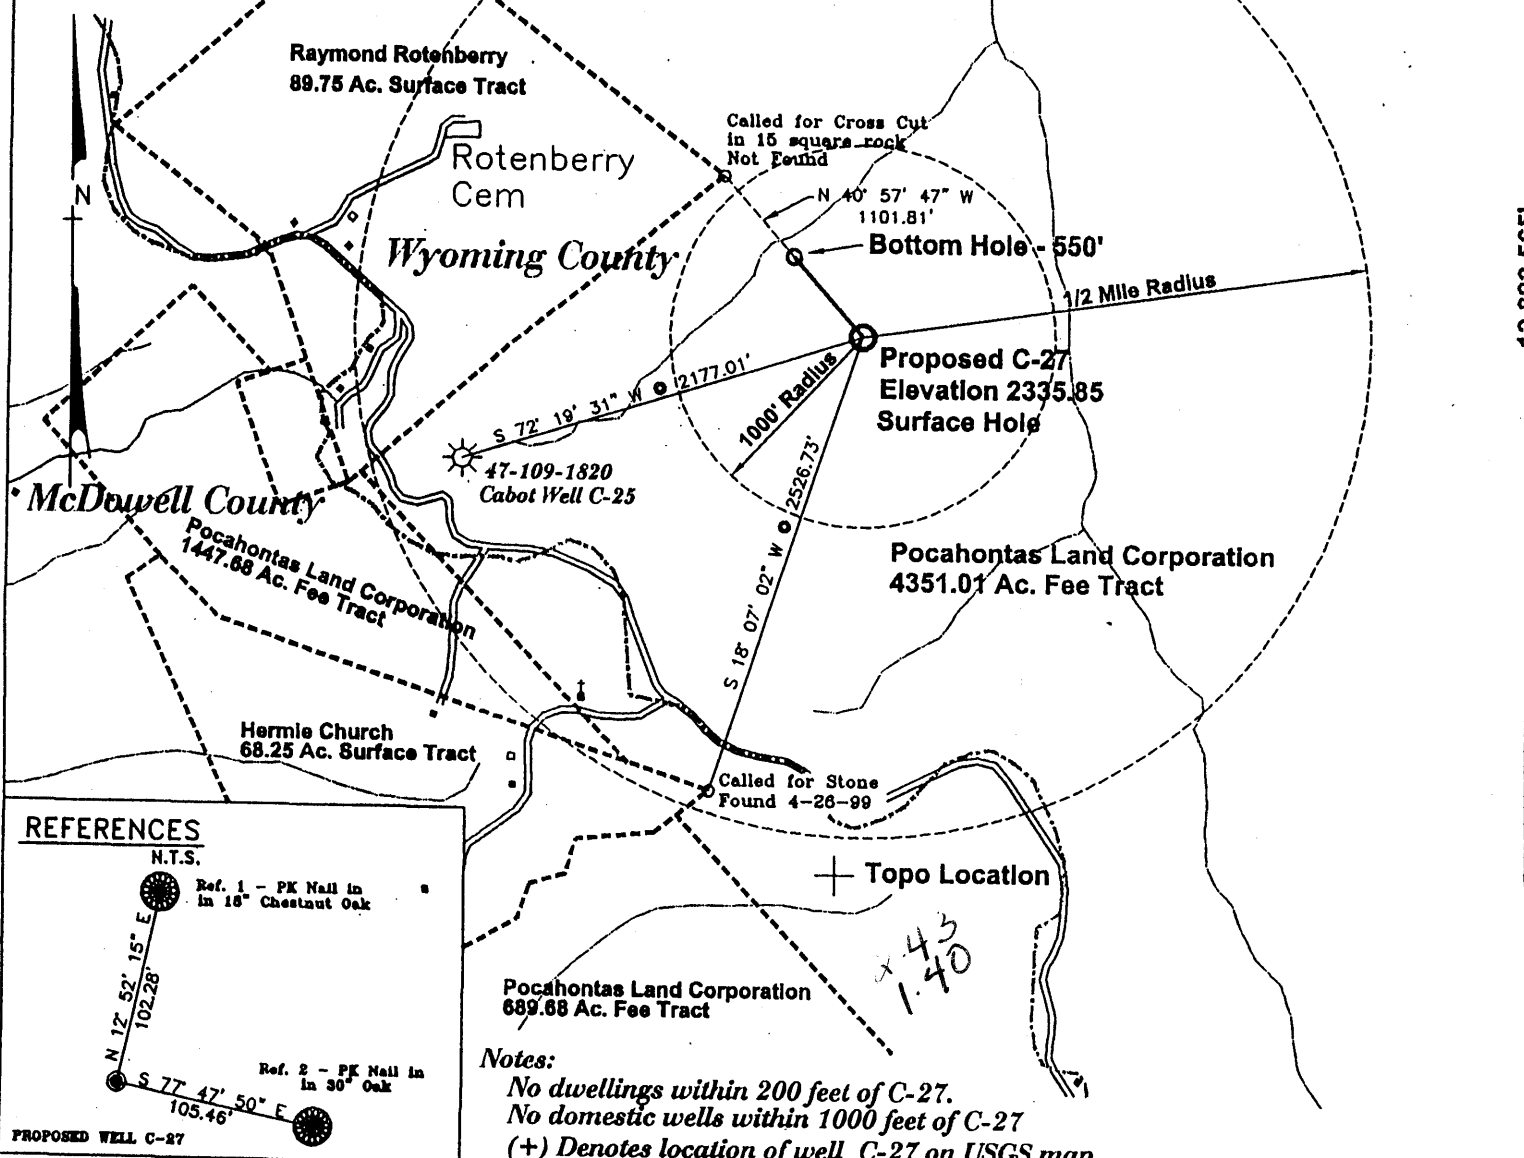 Raymond Rotenberry
89.75 Ac. Surface Tract
Called for Cross Cut
in 15 square rock
Not Found
Rotenberry
Cem
N
N 40° 57' 47" W
1101.81'
Wyoming County
Bottom Hole - 550'
1/2 Mile Radius
Proposed C-27
Elevation 2335.85
Surface Hole
2177.01'
S 72° 19' 31" W
1000' Radius
47-109-1820
Cabot Well C-25
2526.73'
S 18° 07' 02" W
McDowell County
Pocahontas Land Corporation
1447.68 Ac. Fee Tract
Pocahontas Land Corporation
4351.01 Ac. Fee Tract
Hermie Church
68.25 Ac. Surface Tract
Called for Stone
Found 4-26-99
REFERENCES
N.T.S.
Ref. 1 - PK Nail in
in 18" Chestnut Oak
N 12° 52' 15" E
102.28'
Ref. 2 - PK Nail in
in 30" Oak
S 77° 47' 50" E
105.46'
PROPOSED WELL C-27
Topo Location
x .43
1.40
Pocahontas Land Corporation
689.68 Ac. Fee Tract
Notes:
No dwellings within 200 feet of C-27.
No domestic wells within 1000 feet of C-27
(+) Denotes location of well C-27 on USGS map